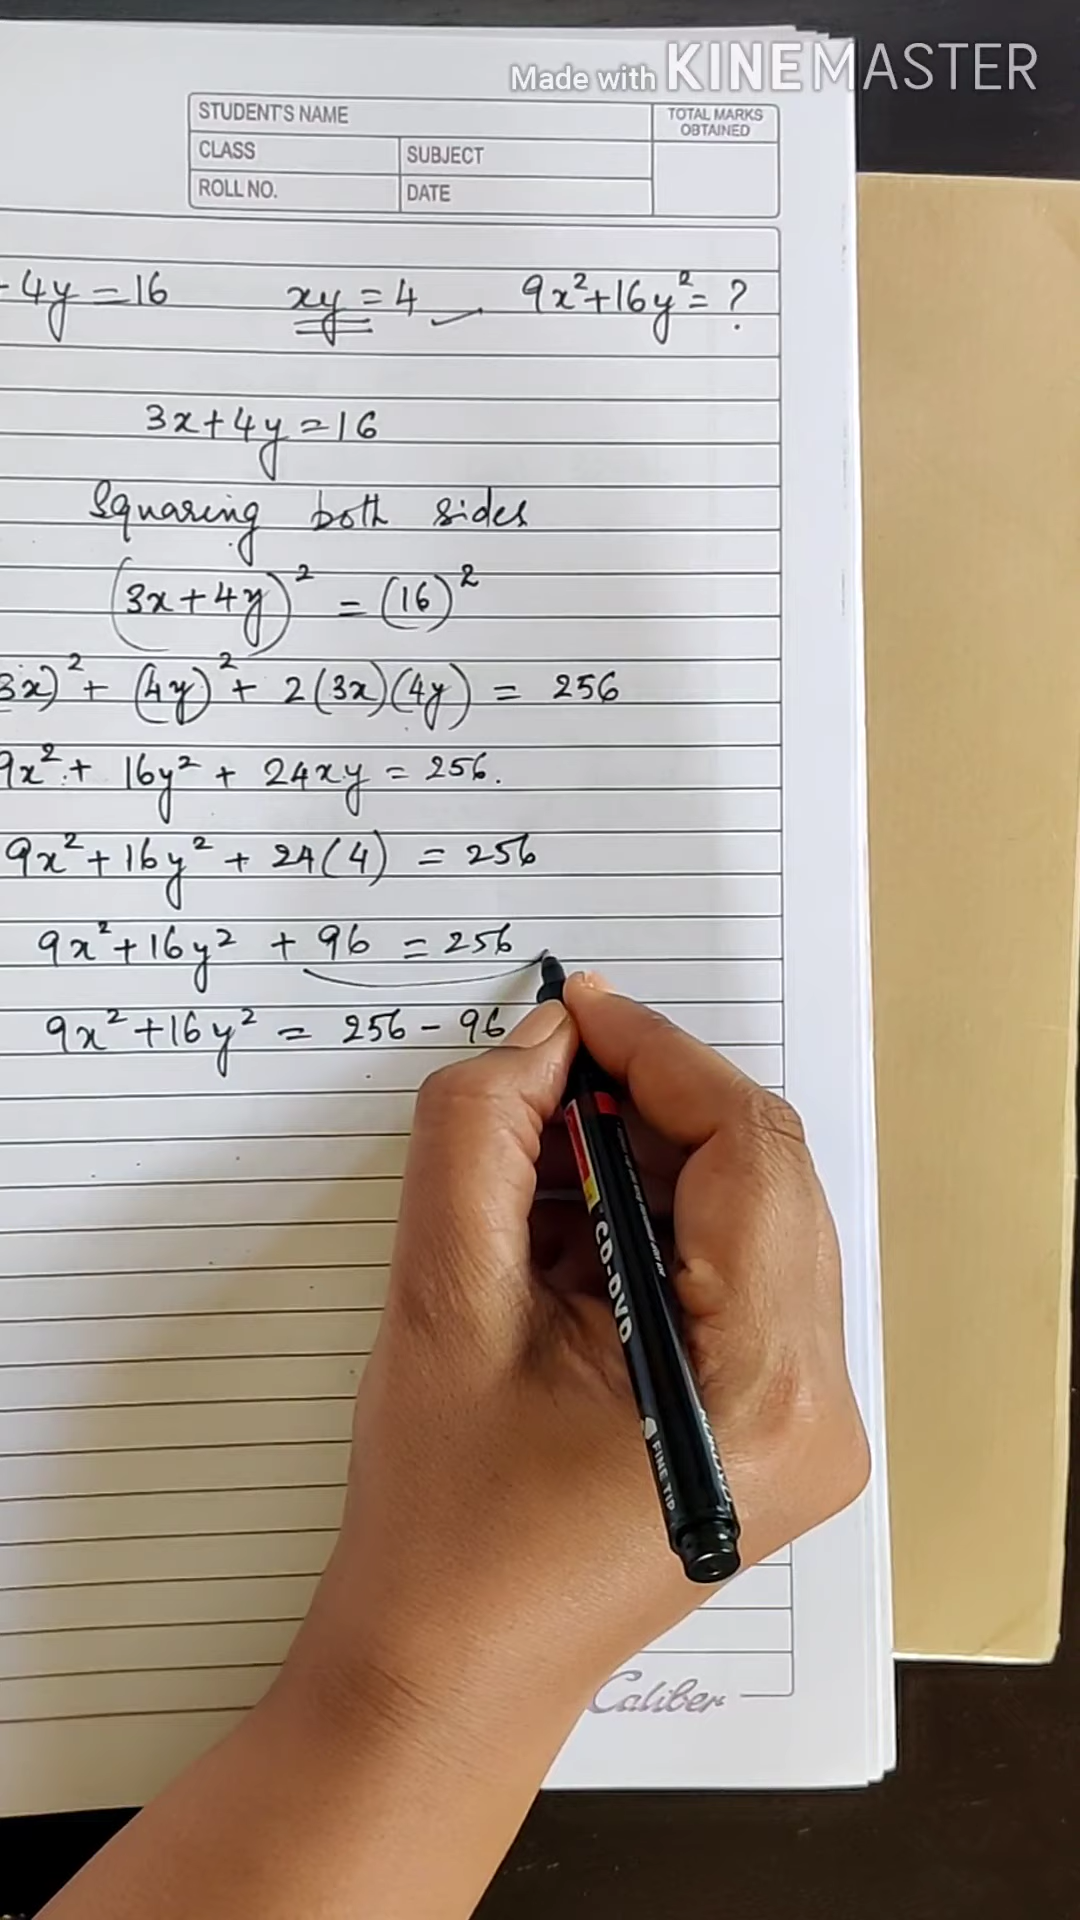 Made with KINEMASTER
STUDENT'S NAME
TOTAL MARKS OBTAINED
CLASS
SUBJECT
ROLL NO.
DATE
4y = 16 xy = 4 9x² + 16y² = ?
3x + 4y = 16
Squaring both sides
(3x + 4y)² = (16)²
3x)² + (4y)² + 2(3x)(4y) = 256
9x² + 16y² + 24xy = 256.
9x² + 16y² + 24(4) = 256
9x² + 16y² + 96 = 256
9x² + 16y² = 256 - 96
CD-DVD
FINE TIP
Caliber